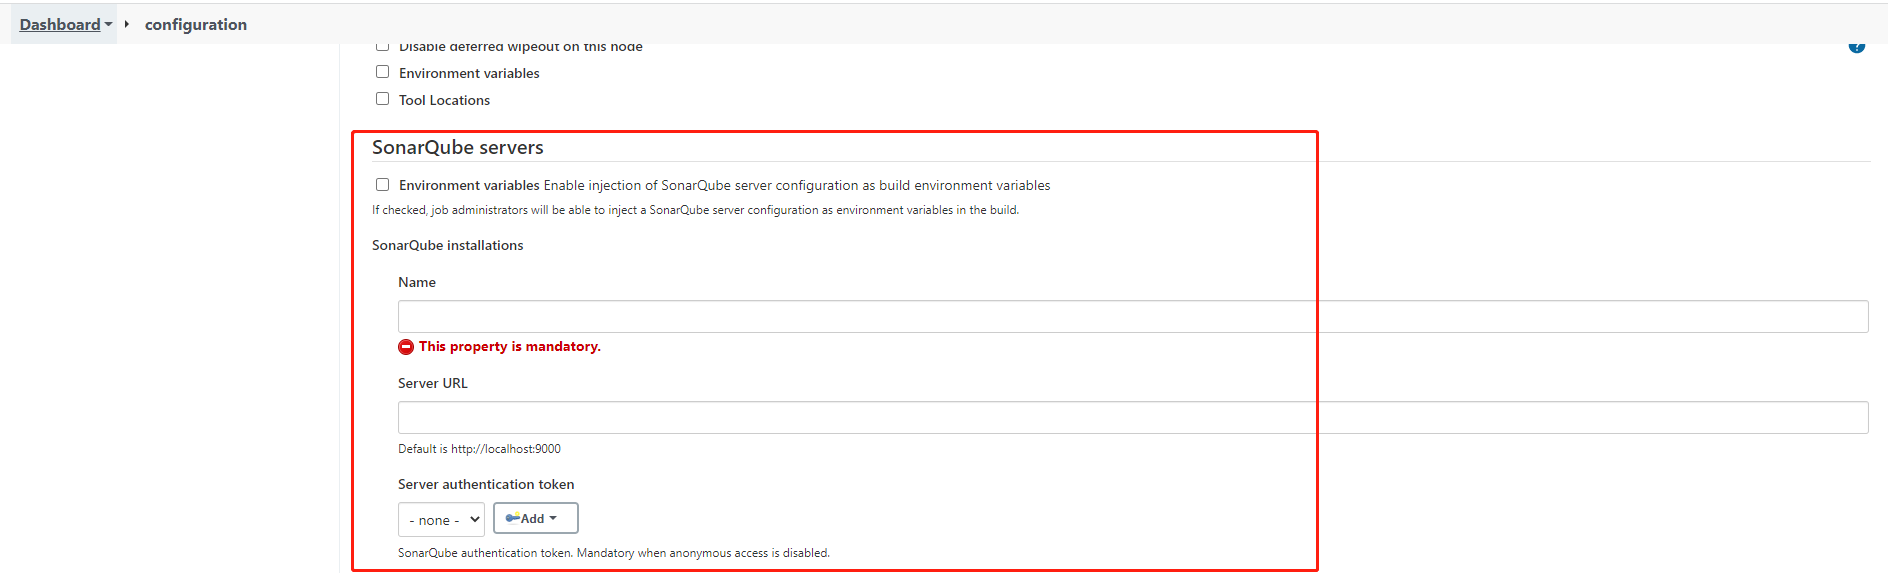 Dashboard configuration
Disable deferred wipeout on this node
?
Environment variables
Tool Locations
SonarQube servers
Environment variables Enable injection of SonarQube server configuration as build environment variables
If checked, job administrators will be able to inject a SonarQube server configuration as environment variables in the build.
SonarQube installations
Name
This property is mandatory.
Server URL
Default is http://localhost:9000
Server authentication token
- none - Add
SonarQube authentication token. Mandatory when anonymous access is disabled.